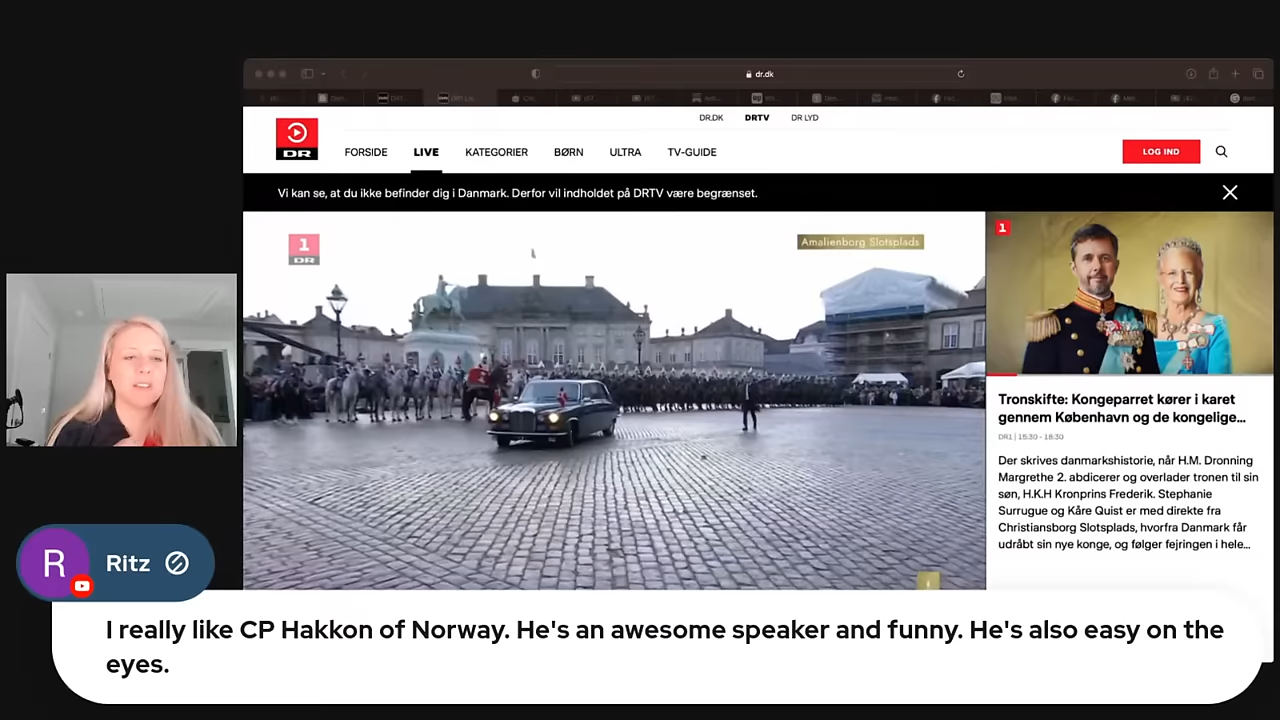 dr.dk
DR.DK
DRTV
DR LYD
DR
FORSIDE
LIVE
KATEGORIER
BØRN
ULTRA
TV-GUIDE
LOG IND
Vi kan se, at du ikke befinder dig i Danmark. Derfor vil indholdet på DRTV være begrænset.
1
DR
Amalienborg Slotsplads
1
Tronskifte: Kongeparret kører i karet
gennem København og de kongelige...
DR1 | 15:30 - 18:30
Der skrives danmarkshistorie, når H.M. Dronning
Margrethe 2. abdicerer og overlader tronen til sin
søn, H.K.H Kronprins Frederik. Stephanie
Surrugue og Kåre Quist er med direkte fra
Christiansborg Slotsplads, hvorfra Danmark får
udråbt sin nye konge, og følger fejringen i hele...
R
Ritz
I really like CP Hakkon of Norway. He's an awesome speaker and funny. He's also easy on the
eyes.